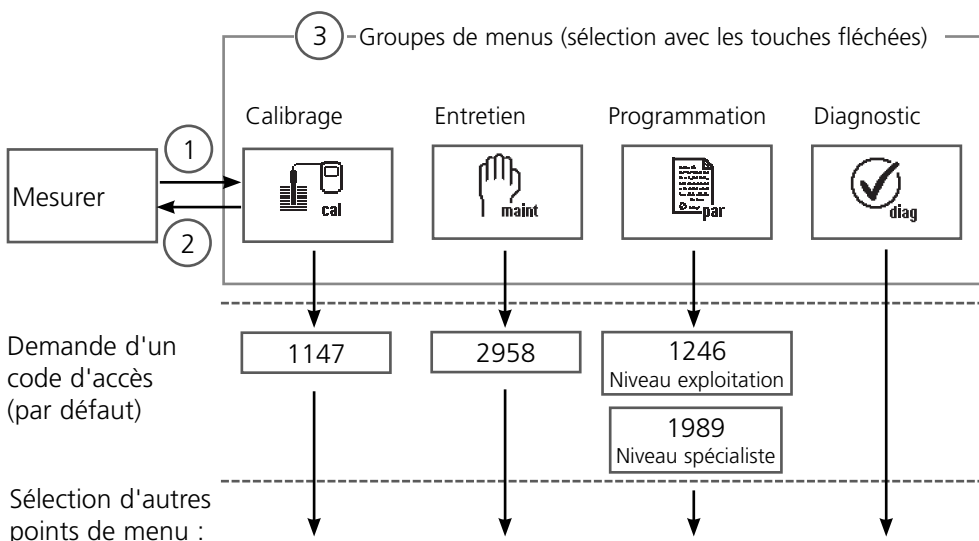 3 Groupes de menus (sélection avec les touches fléchées)
Calibrage Entretien Programmation Diagnostic
1
Mesurer
cal maint par diag
2
Demande d'un
code d'accès
(par défaut)
1147 2958 1246
Niveau exploitation
1989
Niveau spécialiste
Sélection d'autres
points de menu :